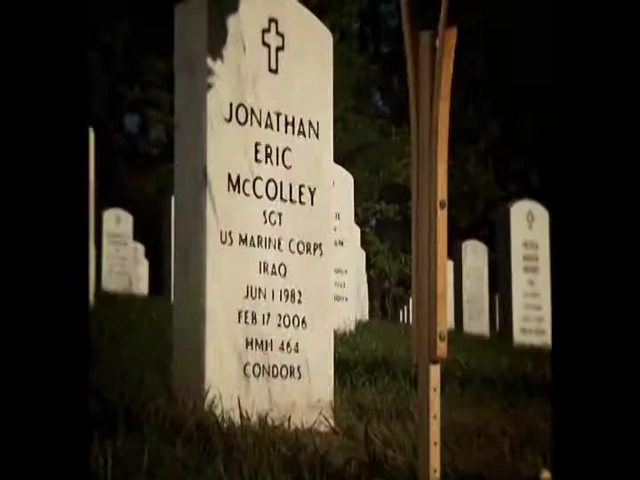 JONATHAN
ERIC
McCOLLEY
SGT
US MARINE CORPS
IRAQ
JUN 1 1982
FEB 17 2006
HMH 464
CONDORS